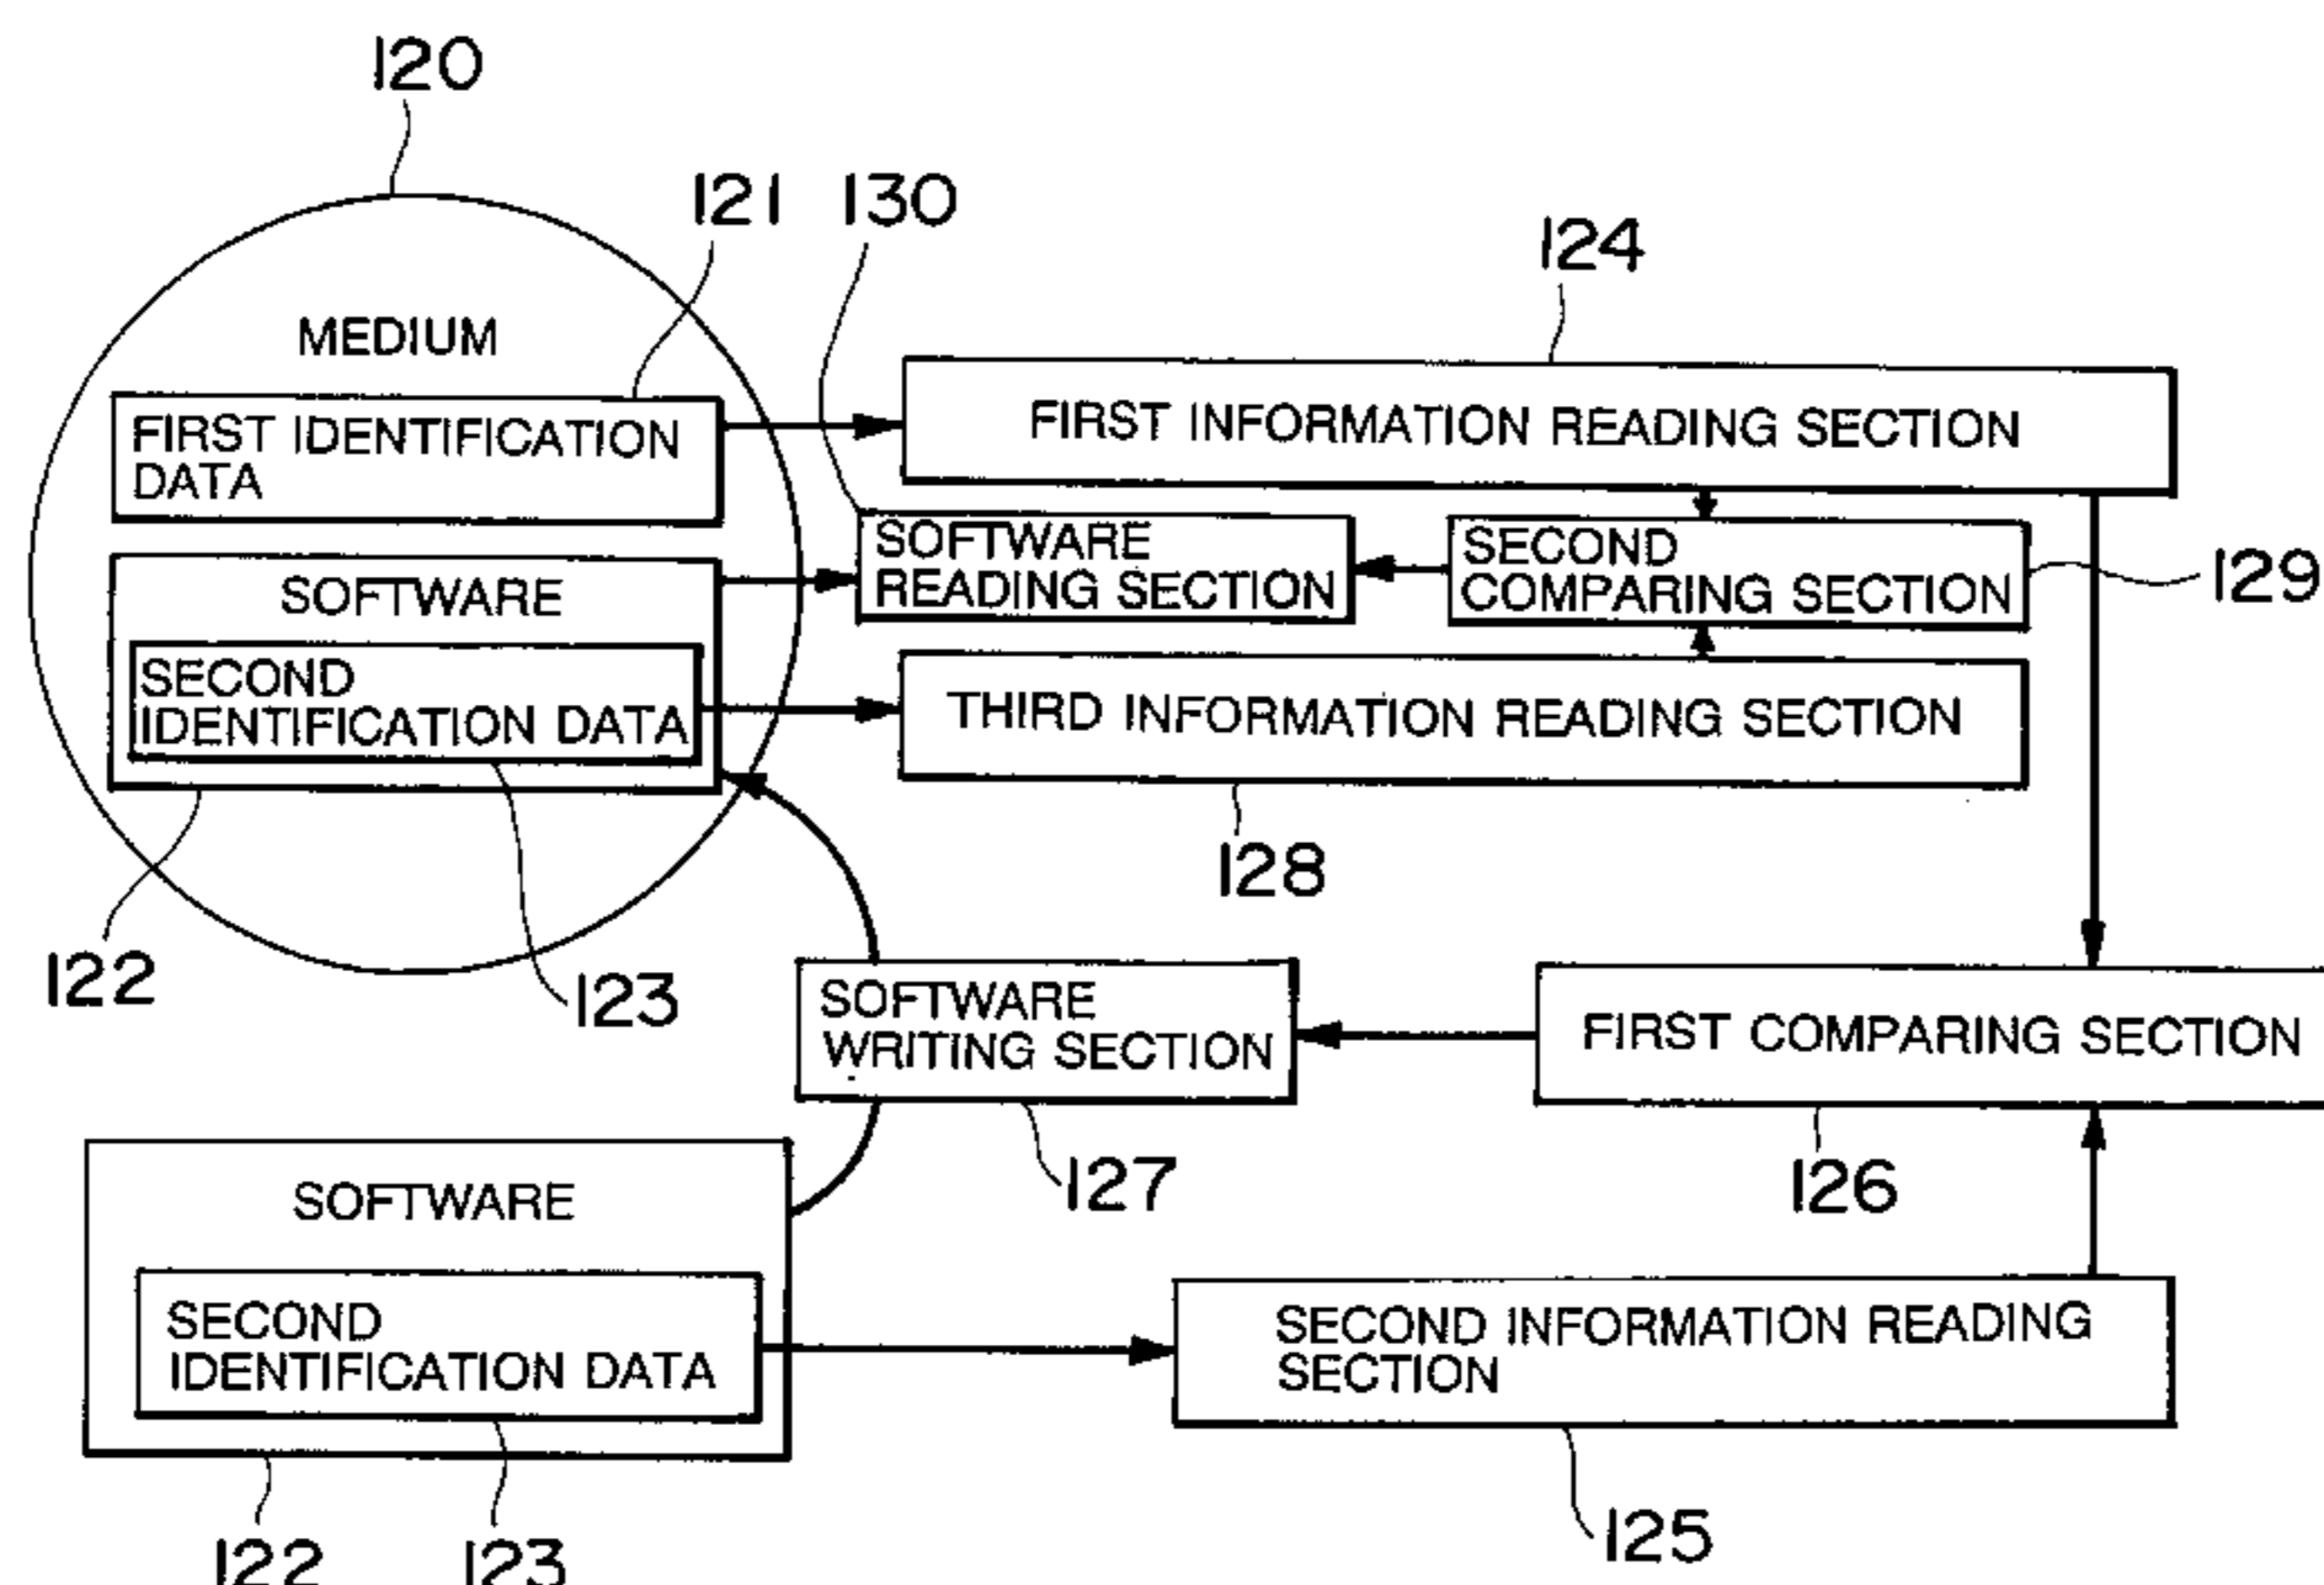 120
121
130
124
MEDIUM
FIRST IDENTIFICATION
DATA
FIRST INFORMATION READING SECTION
SOFTWARE
READING SECTION
SECOND
COMPARING SECTION
129
SOFTWARE
SECOND
IDENTIFICATION DATA
THIRD INFORMATION READING SECTION
128
122
123
SOFTWARE
WRITING SECTION
FIRST COMPARING SECTION
127
126
SOFTWARE
SECOND
IDENTIFICATION DATA
SECOND INFORMATION READING
SECTION
125
122
123